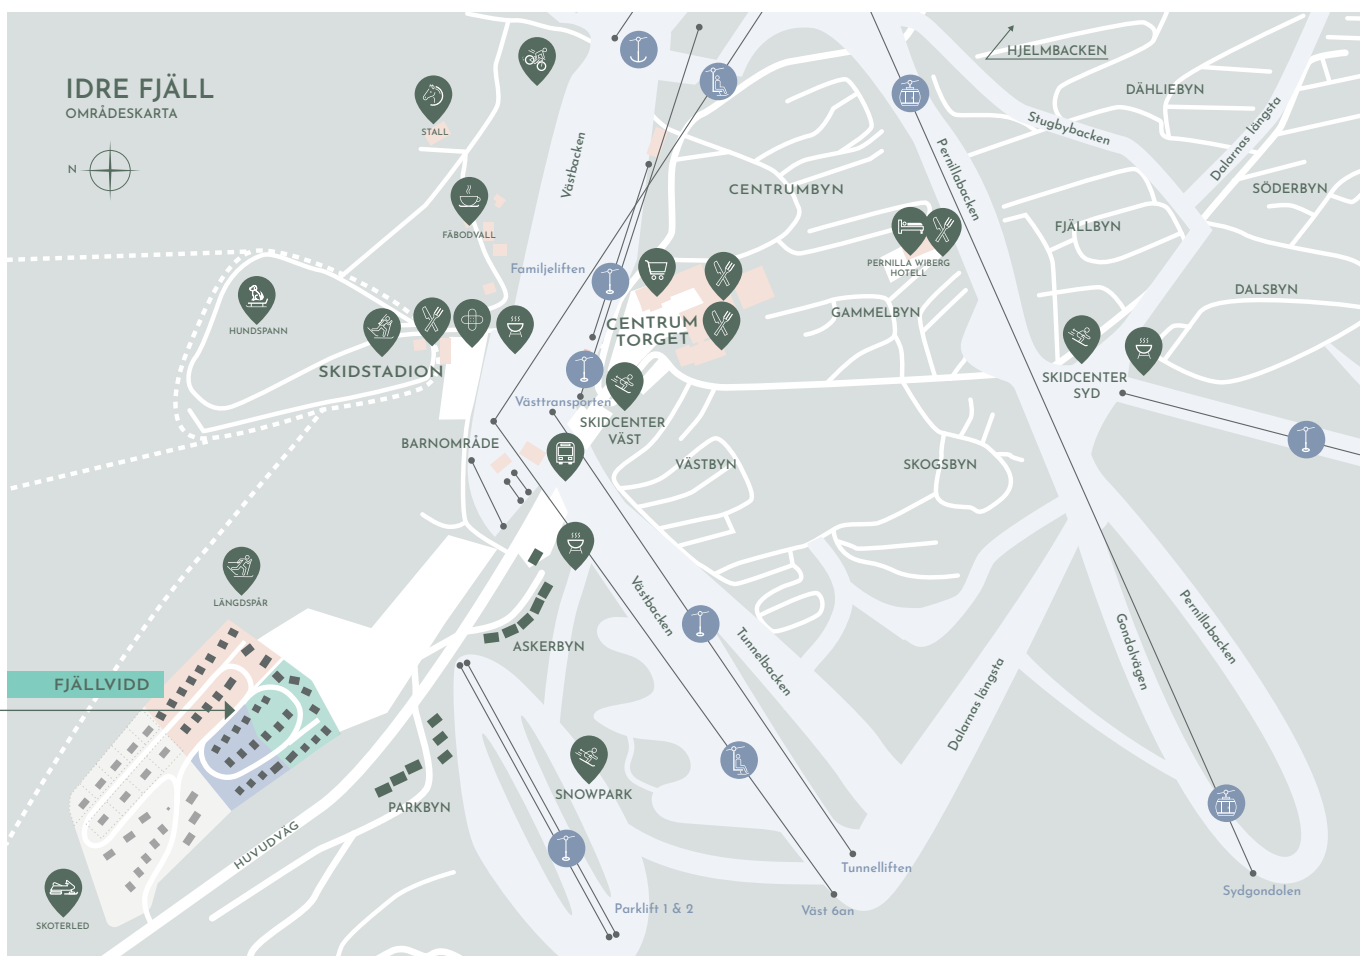 IDRE FJÄLL
OMRÅDESKARTA
N
STALL
FÄBODVALL
HUNDSPANN
SKIDSTADION
BARNOMRÅDE
LÄNGDSPÅR
FJÄLLVIDD
SKOTERLED
HUVUDVÄG
PARKBYN
ASKERBYN
SNOWPARK
Parklift 1 & 2
Västbacken
Familjeliften
CENTRUM
TORGET
Västtransporten
SKIDCENTER
VÄST
VÄSTBYN
Västbacken
Tunnelbacken
Tunnelliften
Väst 6an
CENTRUMBYN
PERNILLA WIBERG
HOTELL
GAMMELBYN
SKOGSBYN
Pernillabacken
HJELMBACKEN
DÄHLIEBYN
Stugbybacken
Dalarnas längsta
SÖDERBYN
FJÄLLBYN
DALSBYN
SKIDCENTER
SYD
Dalarnas längsta
Gondolvägen
Pernillabacken
Sydgondolen